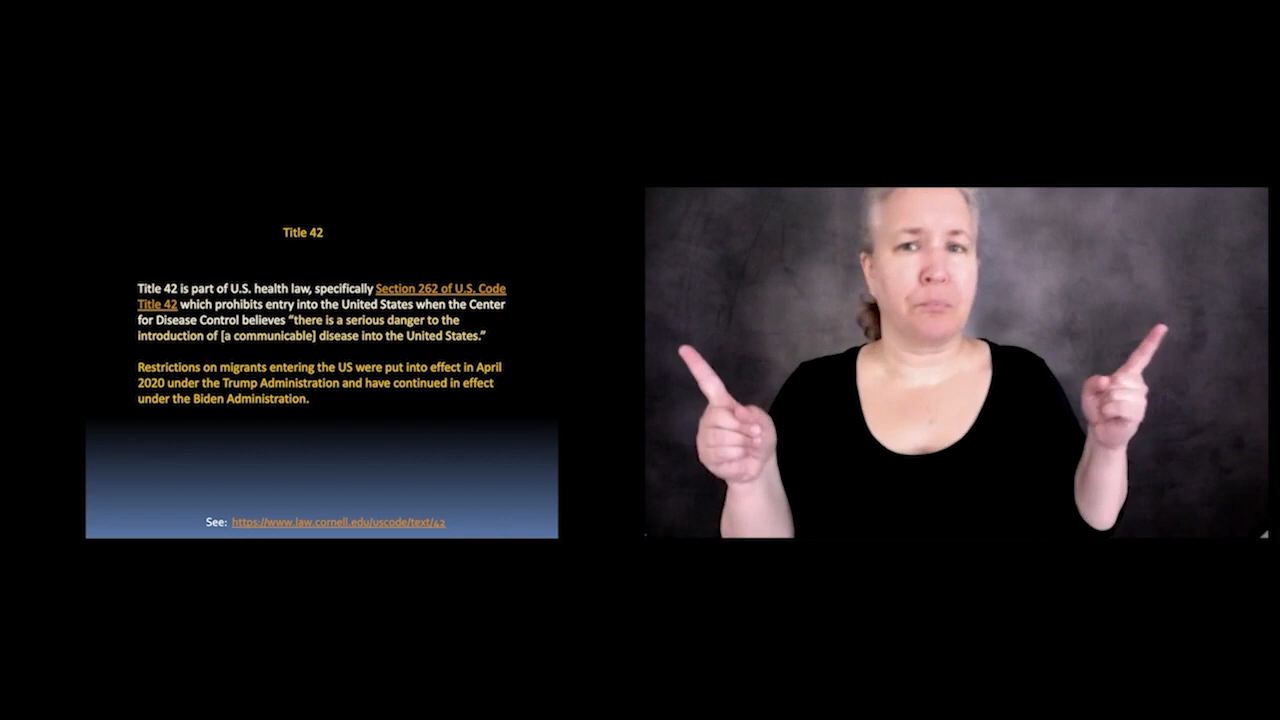 Title 42
Title 42 is part of U.S. health law, specifically Section 262 of U.S. Code
Title 42 which prohibits entry into the United States when the Center
for Disease Control believes “there is a serious danger to the
introduction of [a communicable] disease into the United States.”
Restrictions on migrants entering the US were put into effect in April
2020 under the Trump Administration and have continued in effect
under the Biden Administration.
See: https://www.law.cornell.edu/uscode/text/42